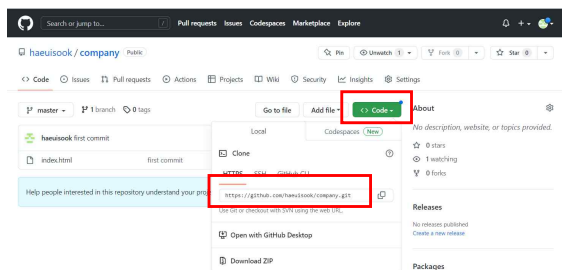 Search or jump to... / Pull requests Issues Codespaces Marketplace Explore
haeuisook / company Public Pin Unwatch 1 Fork 0 Star 0
Code Issues Pull requests Actions Projects Wiki Security Insights Settings
master 1 branch 0 tags Go to file Add file Code About
No description, website, or topics provided.
Local Codespaces New
haeuisook first commit
Clone
0 stars
index.html first commit
1 watching
HTTPS SSH GitHub CLI
0 forks
Help people interested in this repository understand your
https://github.com/haeuisook/company.git
Releases
Use Git or checkout with SVN using the web URL.
No releases published
Create a new release
Open with GitHub Desktop
Download ZIP
Packages